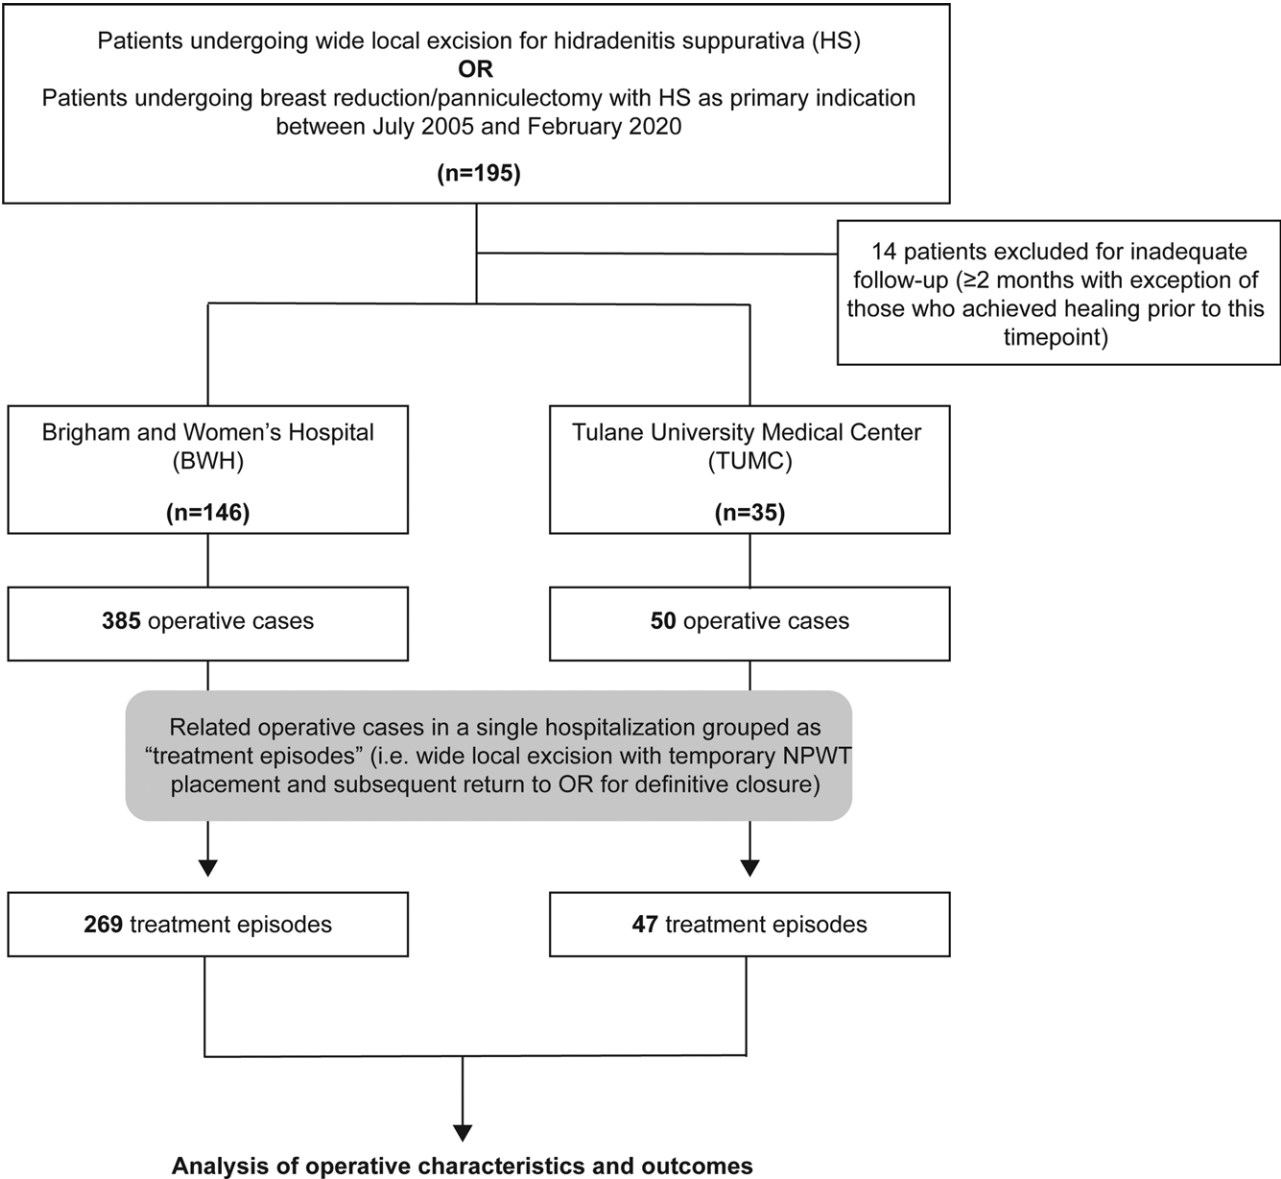 Patients undergoing wide local excision for hidradenitis suppurativa (HS)
OR
Patients undergoing breast reduction/panniculectomy with HS as primary indication
between July 2005 and February 2020
(n=195)
14 patients excluded for inadequate
follow-up (≥2 months with exception of
those who achieved healing prior to this
timepoint)
Brigham and Women’s Hospital
(BWH)
(n=146)
Tulane University Medical Center
(TUMC)
(n=35)
385 operative cases
50 operative cases
Related operative cases in a single hospitalization grouped as
“treatment episodes” (i.e. wide local excision with temporary NPWT
placement and subsequent return to OR for definitive closure)
269 treatment episodes
47 treatment episodes
Analysis of operative characteristics and outcomes